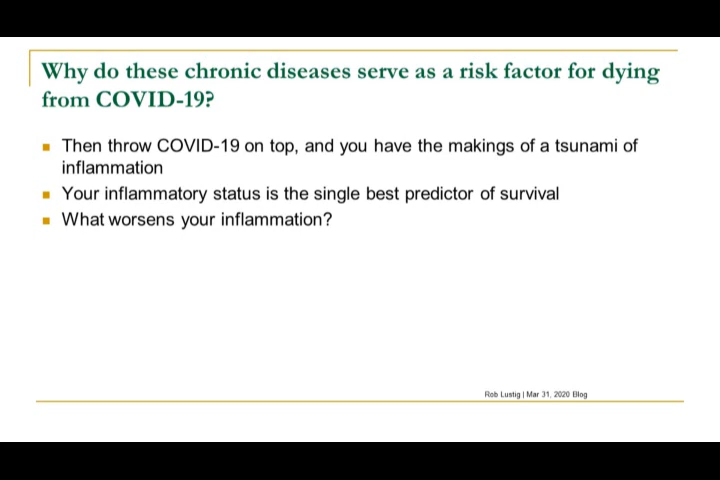 Why do these chronic diseases serve as a risk factor for dying
from COVID-19?
Then throw COVID-19 on top, and you have the makings of a tsunami of
inflammation
Your inflammatory status is the single best predictor of survival
What worsens your inflammation?
Rob Lustig | Mar 31, 2020 Blog